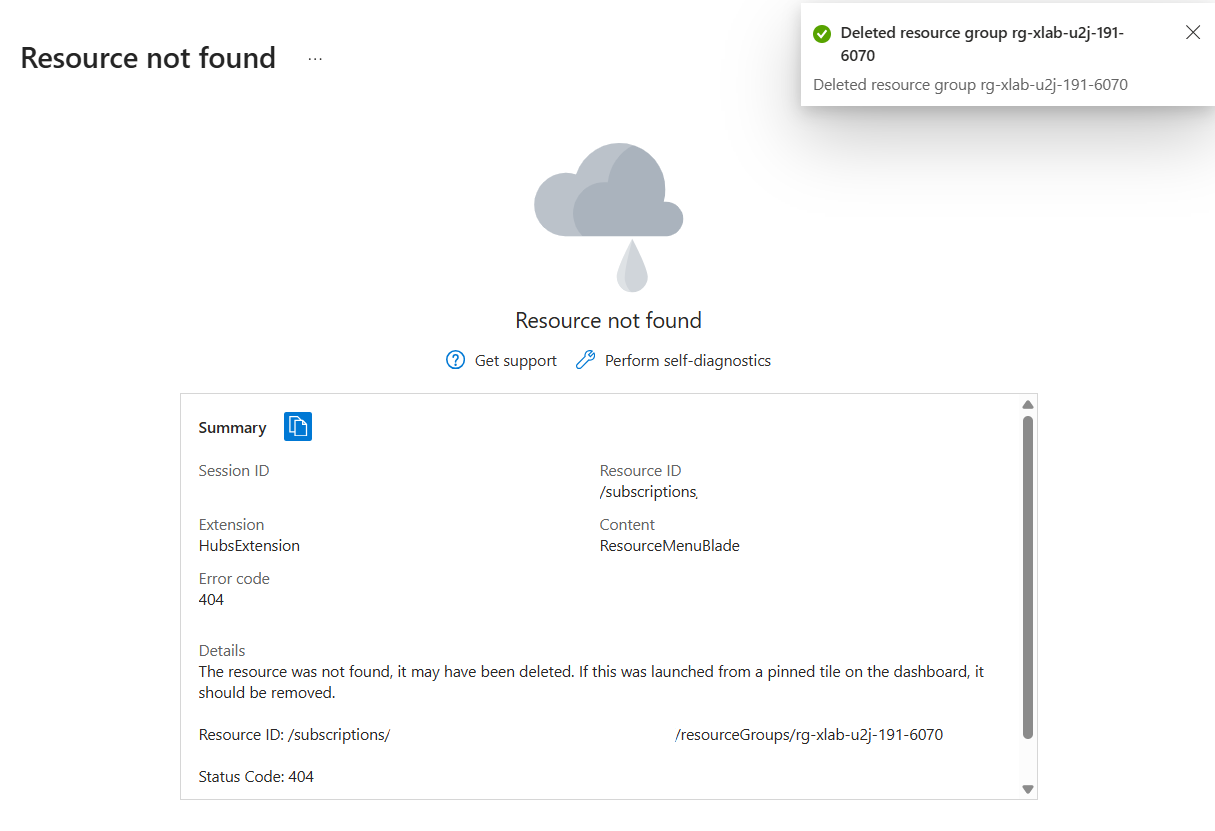 Resource not found ...
Deleted resource group rg-xlab-u2j-191-
6070
Deleted resource group rg-xlab-u2j-191-6070
Resource not found
Get support Perform self-diagnostics
Summary
Session ID Resource ID
/subscriptions
Extension Content
HubsExtension ResourceMenuBlade
Error code
404
Details
The resource was not found, it may have been deleted. If this was launched from a pinned tile on the dashboard, it
should be removed.
Resource ID: /subscriptions/ /resourceGroups/rg-xlab-u2j-191-6070
Status Code: 404